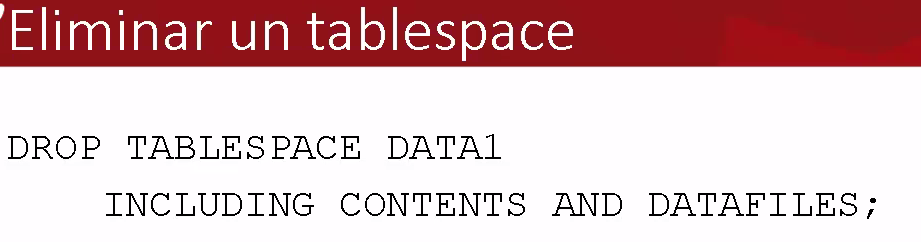 Eliminar un tablespace
DROP TABLESPACE DATA1
INCLUDING CONTENTS AND DATAFILES;